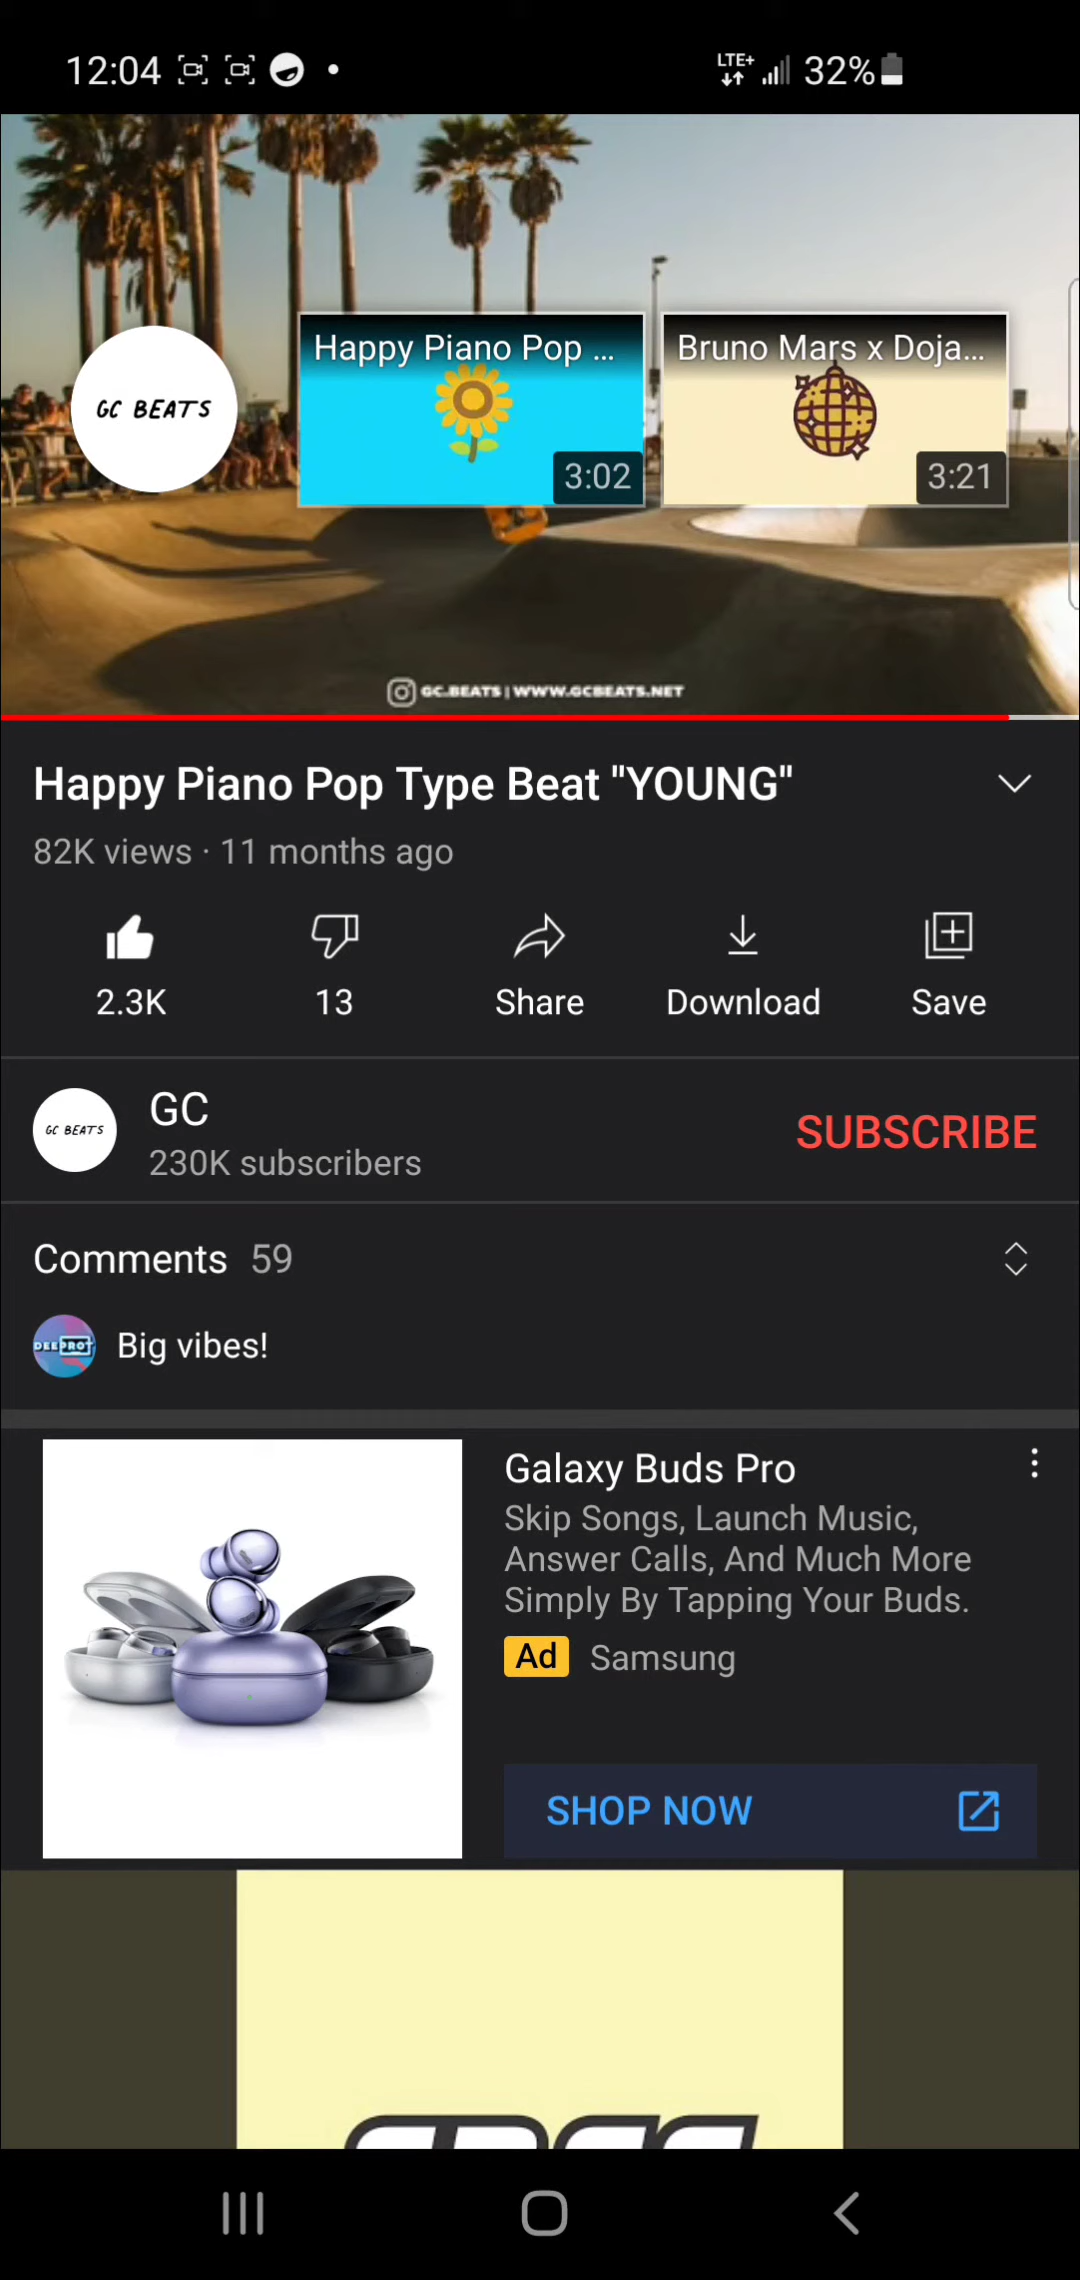 12:04
LTE+
32%
GC BEATS
Happy Piano Pop ...
3:02
Bruno Mars x Doja...
3:21
GC.BEATS | WWW.GCBEATS.NET
Happy Piano Pop Type Beat "YOUNG"
82K views · 11 months ago
2.3K
13
Share
Download
Save
GC BEATS
GC
230K subscribers
SUBSCRIBE
Comments 59
DEEPROT
Big vibes!
Galaxy Buds Pro
Skip Songs, Launch Music,
Answer Calls, And Much More
Simply By Tapping Your Buds.
Ad Samsung
SHOP NOW